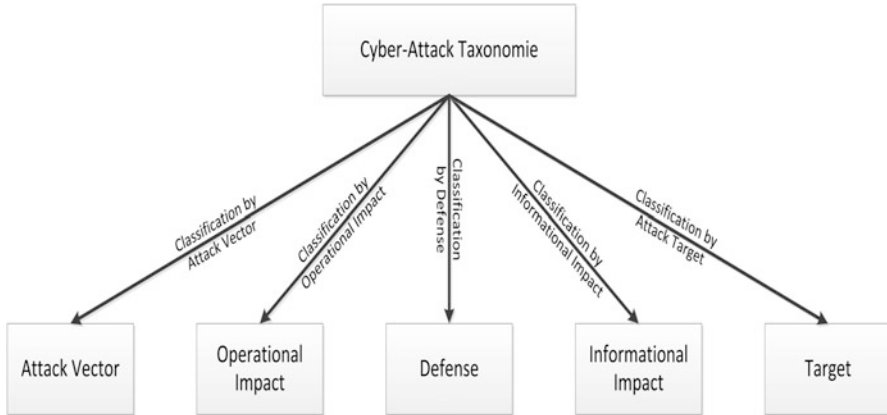 Cyber-Attack Taxonomie
Classification by
Attack Vector
Classification by
Operational Impact
Classification
by Defense
Classification by
Informational Impact
Classification by
Attack Target
Attack Vector
Operational
Impact
Defense
Informational
Impact
Target